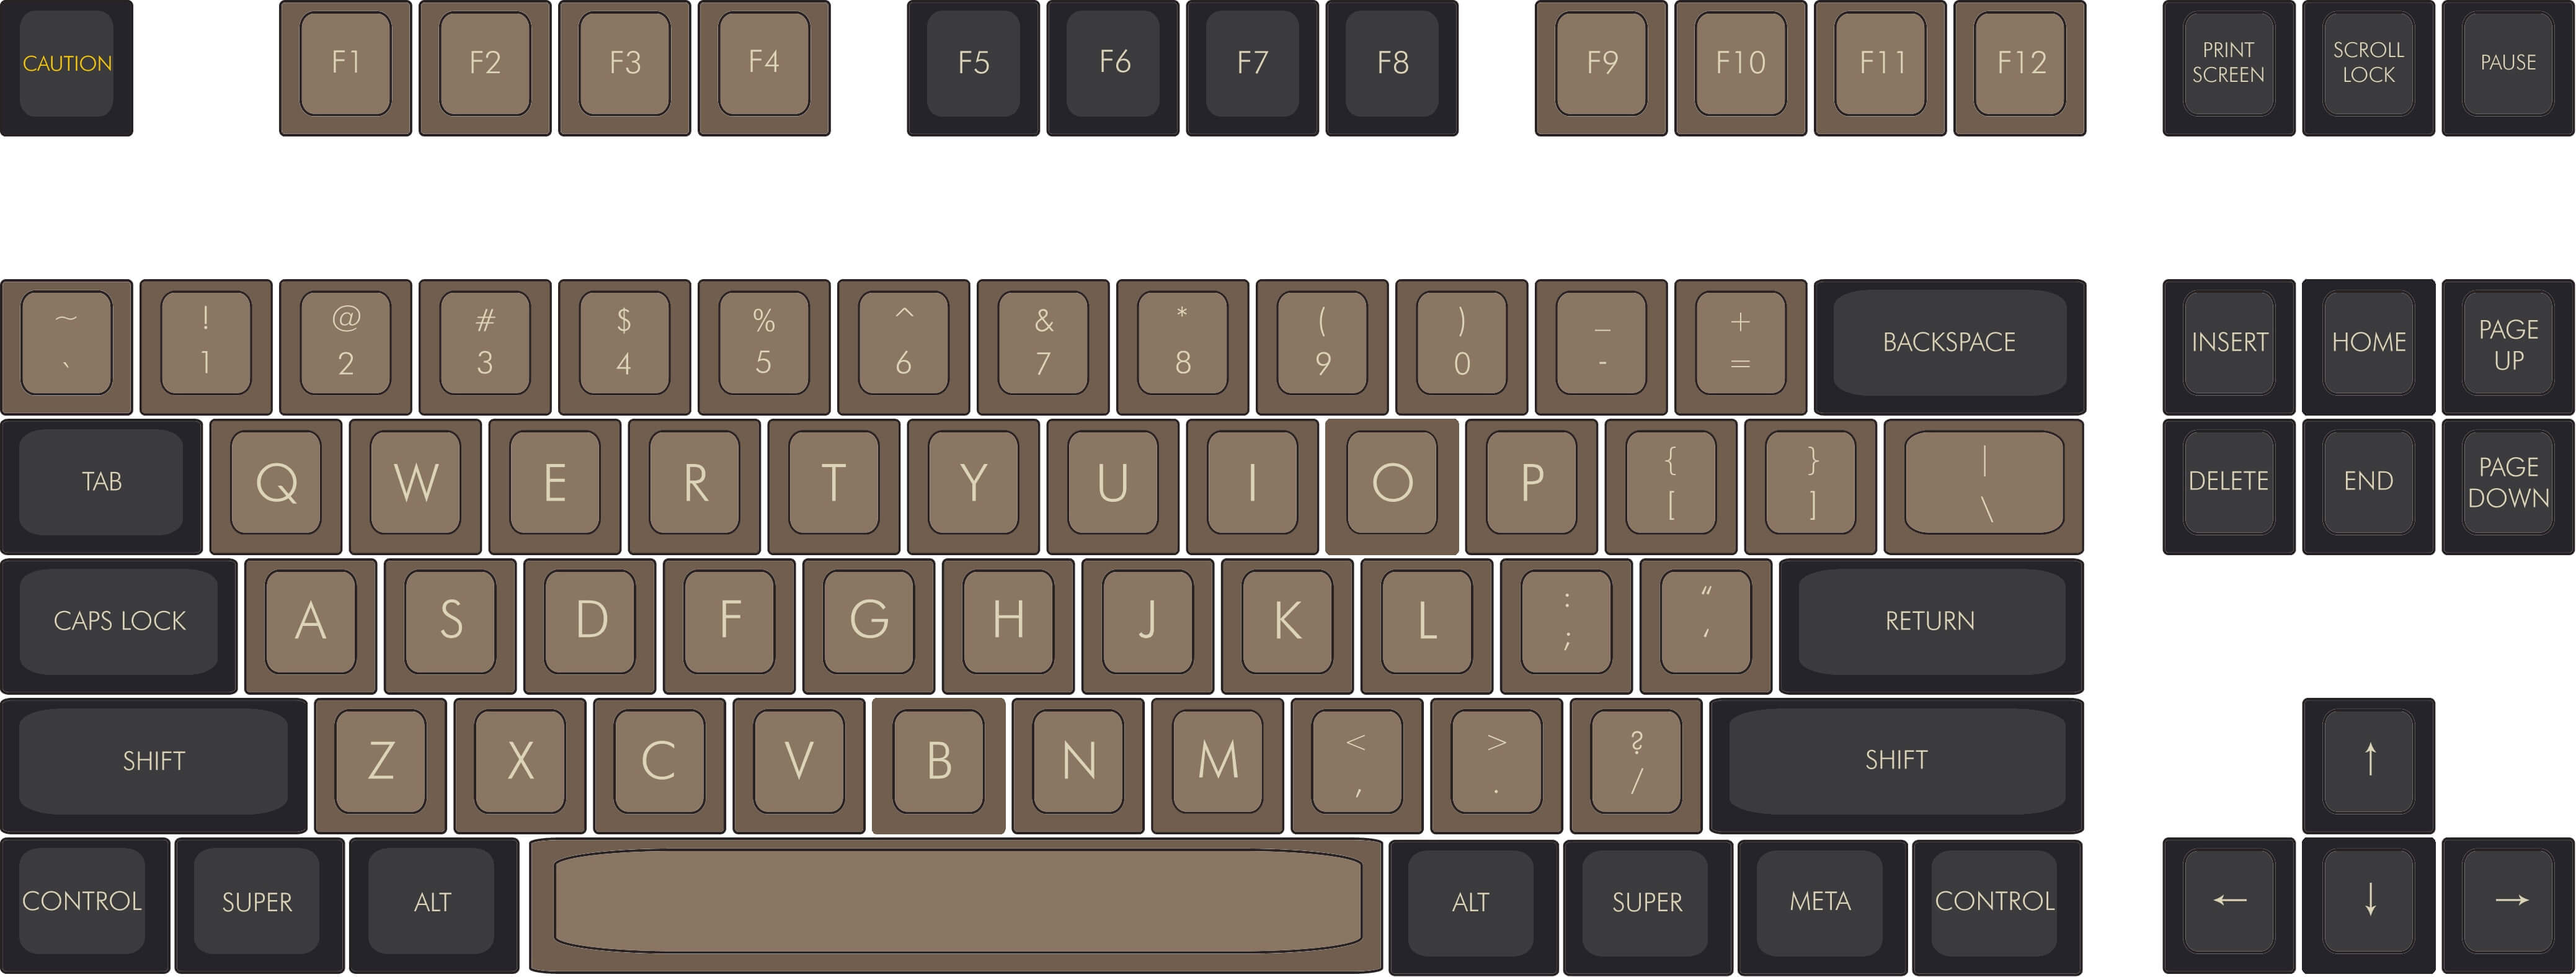 CAUTION F1 F2 F3 F4 F5 F6 F7 F8 F9 F10 F11 F12 PRINT SCREEN SCROLL LOCK PAUSE
~ ! @ # $ % ^ & * ( ) _ +
` 1 2 3 4 5 6 7 8 9 0 - = BACKSPACE INSERT HOME PAGE UP
TAB Q W E R T Y U I O P { [ } ] | \ DELETE END PAGE DOWN
CAPS LOCK A S D F G H J K L : ; “ ‘ RETURN
SHIFT Z X C V B N M < , > . ? / SHIFT ↑
CONTROL SUPER ALT ALT SUPER META CONTROL ← ↓ →